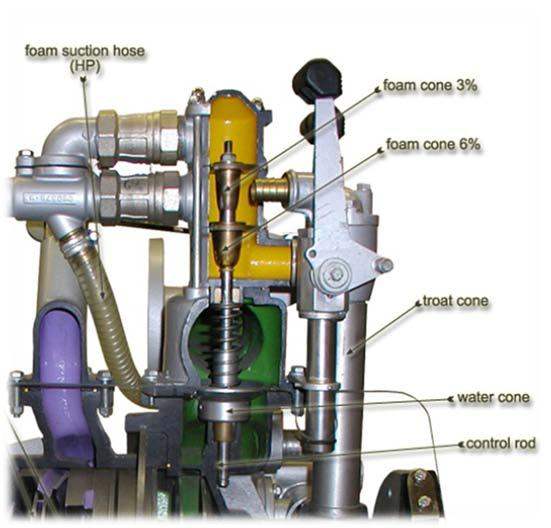 foam suction hose
(HP)
foam cone 3%
foam cone 6%
troat cone
water cone
control rod